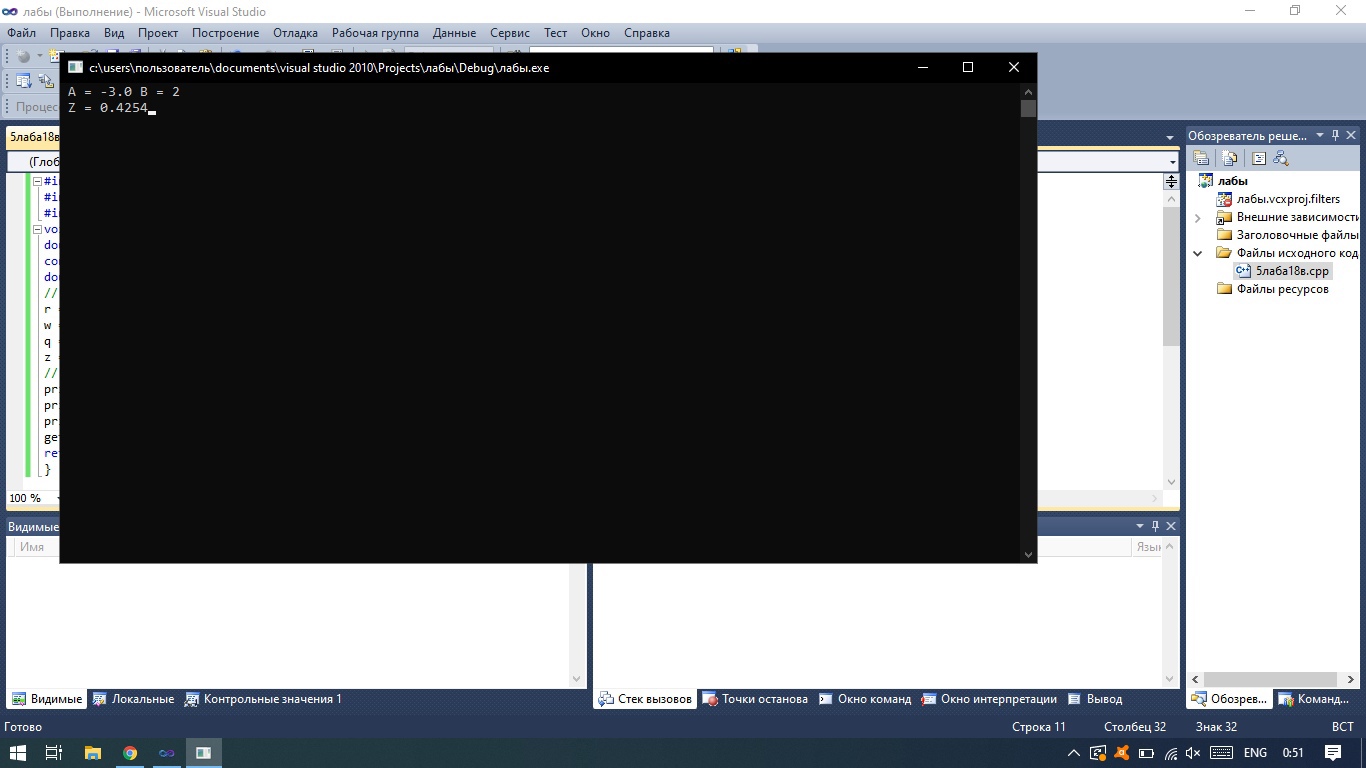 лабы (Выполнение) - Microsoft Visual Studio
Файл Правка Вид Проект Построение Отладка Рабочая группа Данные Сервис Тест Окно Справка
c:\users\пользователь\documents\visual studio 2010\Projects\лабы\Debug\лабы.exe
A = -3.0 B = 2
Z = 0.4254
Обозреватель реше...
лабы
лабы.vcxproj.filters
Внешние зависимости
Заголовочные файлы
Файлы исходного код
5лаба18в.cpp
Файлы ресурсов
Процес
5лаба18в
(Глоб
#i
#i
#i
vo
do
co
do
//
r
w
q
z
//
pr
pr
pr
ge
re
}
100 %
Видимые
Имя
Язык
Видимые Локальные Контрольные значения 1
Стек вызовов Точки останова Окно команд Окно интерпретации Вывод
Обозрев... Команд...
Готово Строка 11 Столбец 32 Знак 32 ВСТ
ENG 0:51